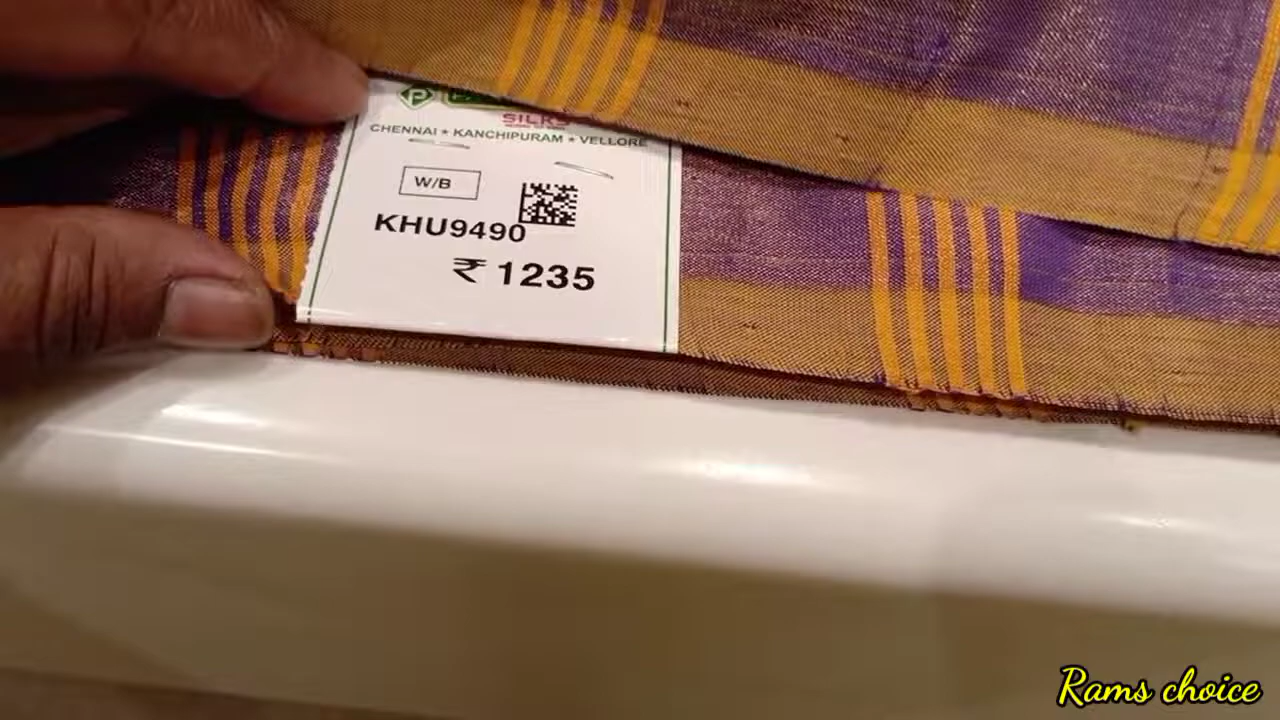 SILKS
CHENNAI ★ KANCHIPURAM ★ VELLORE
W/B
KHU9490
₹ 1235
Rams choice